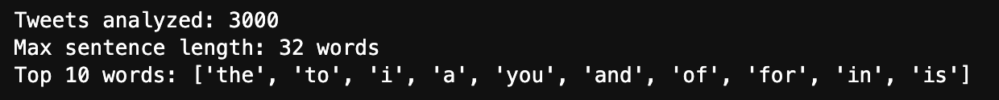 Tweets analyzed: 3000
Max sentence length: 32 words
Top 10 words: ['the', 'to', 'i', 'a', 'you', 'and', 'of', 'for', 'in', 'is']